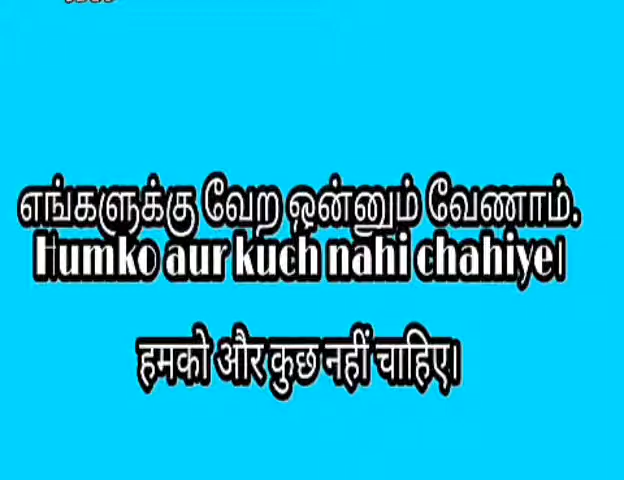 எங்களுக்கு வேற ஒன்னும் வேணாம்.
Humko aur kuch nahi chahiye।
हमको और कुछ नहीं चाहिए।